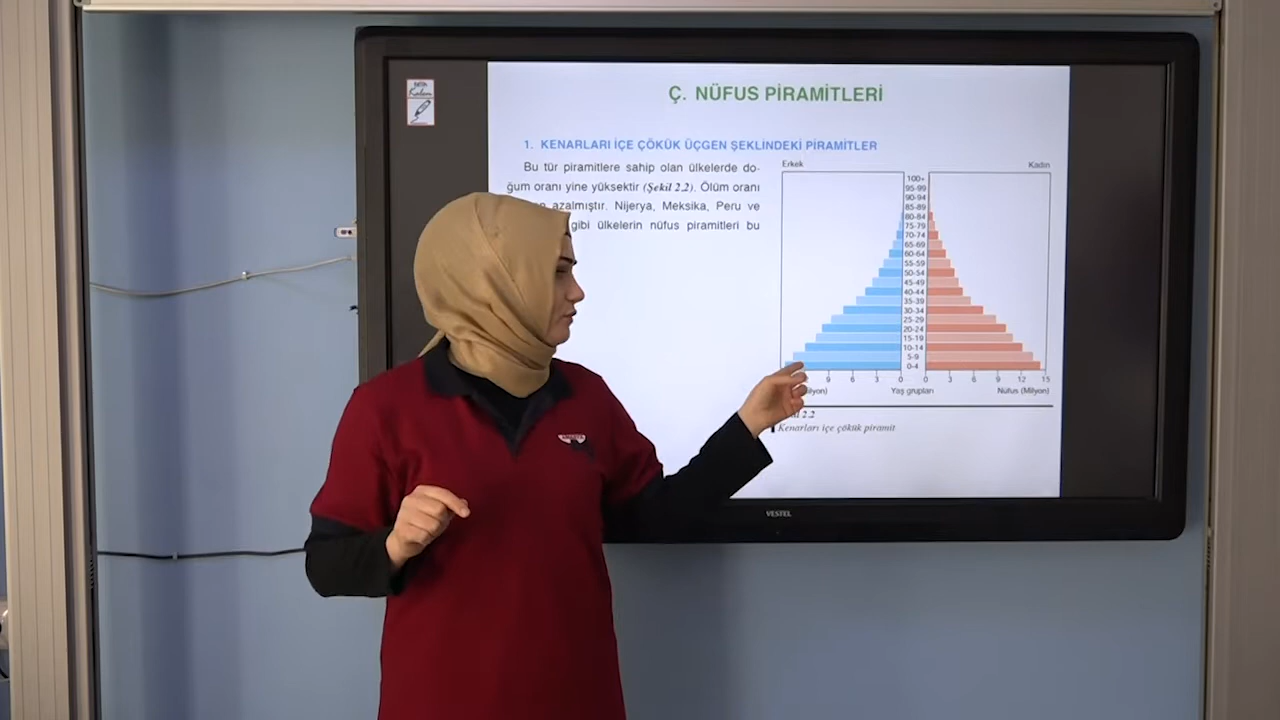 Kalem
Ç. NÜFUS PİRAMİTLERİ
1. KENARLARI İÇE ÇÖKÜK ÜÇGEN ŞEKLİNDEKİ PİRAMİTLER
Bu tür piramitlere sahip olan ülkelerde do-
ğum oranı yine yüksektir (Şekil 2.2). Ölüm oranı
azalmıştır. Nijerya, Meksika, Peru ve
gibi ülkelerin nüfus piramitleri bu
Erkek
Kadın
100+
95-99
90-94
85-89
80-84
75-79
70-74
65-69
60-64
55-59
50-54
45-49
40-44
35-39
30-34
25-29
20-24
15-19
10-14
5-9
0-4
9 6 3 0 0 3 6 9 12 15
Yaş grupları Nüfus (Milyon)
2.2
Kenarları içe çökük piramit
VESTEL